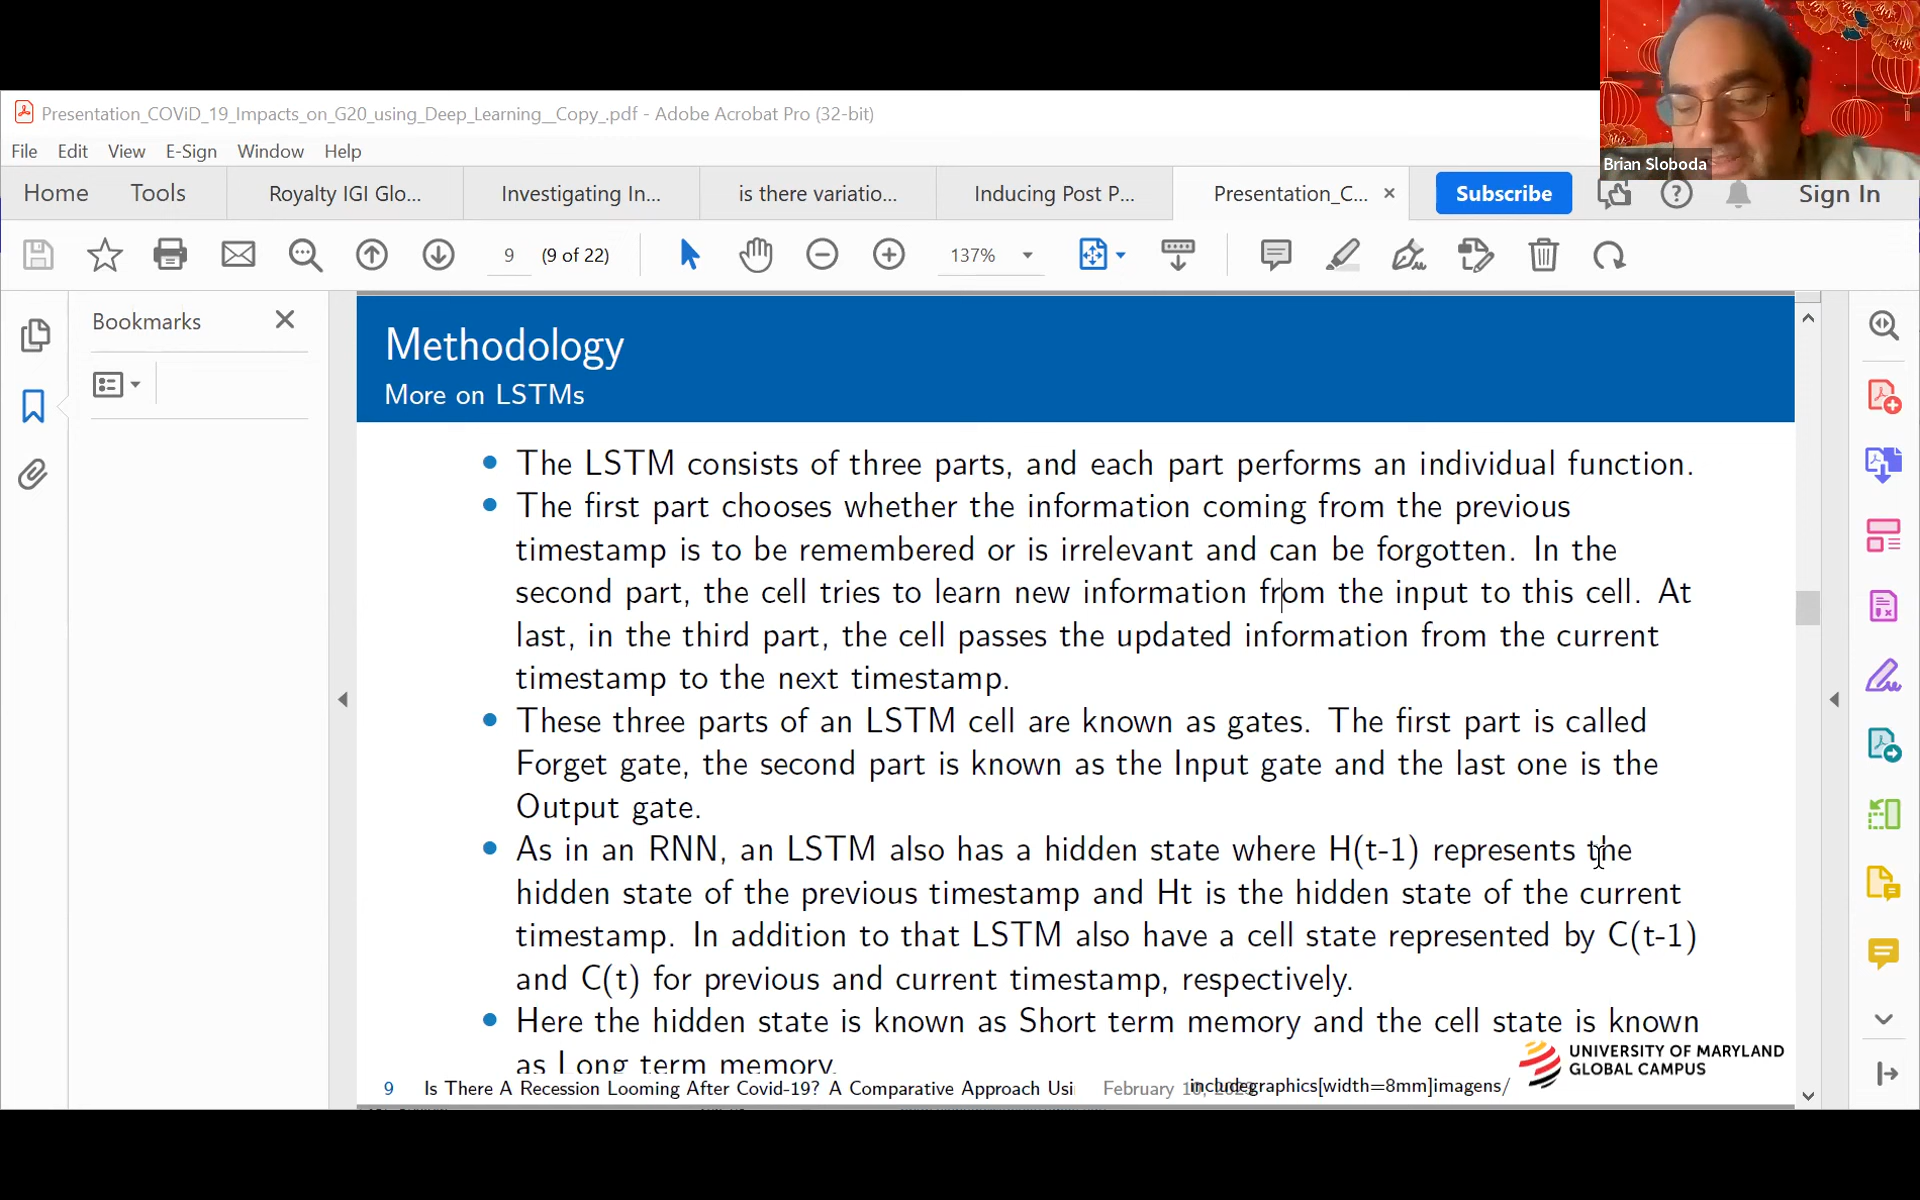 Presentation_COViD_19_Impacts_on_G20_using_Deep_Learning__Copy_.pdf - Adobe Acrobat Pro (32-bit)
Brian Sloboda
File Edit View E-Sign Window Help
Home Tools Royalty IGI Glo... Investigating In... is there variatio... Inducing Post P... Presentation_C... × Subscribe Sign In
9 (9 of 22) 137%
Bookmarks
Methodology
More on LSTMs
The LSTM consists of three parts, and each part performs an individual function.
The first part chooses whether the information coming from the previous
timestamp is to be remembered or is irrelevant and can be forgotten. In the
second part, the cell tries to learn new information from the input to this cell. At
last, in the third part, the cell passes the updated information from the current
timestamp to the next timestamp.
These three parts of an LSTM cell are known as gates. The first part is called
Forget gate, the second part is known as the Input gate and the last one is the
Output gate.
As in an RNN, an LSTM also has a hidden state where H(t-1) represents the
hidden state of the previous timestamp and Ht is the hidden state of the current
timestamp. In addition to that LSTM also have a cell state represented by C(t-1)
and C(t) for previous and current timestamp, respectively.
Here the hidden state is known as Short term memory and the cell state is known
as Long term memory.
UNIVERSITY OF MARYLAND
GLOBAL CAMPUS
9 Is There A Recession Looming After Covid-19? A Comparative Approach Usi February includegraphics[width=8mm]imagens/